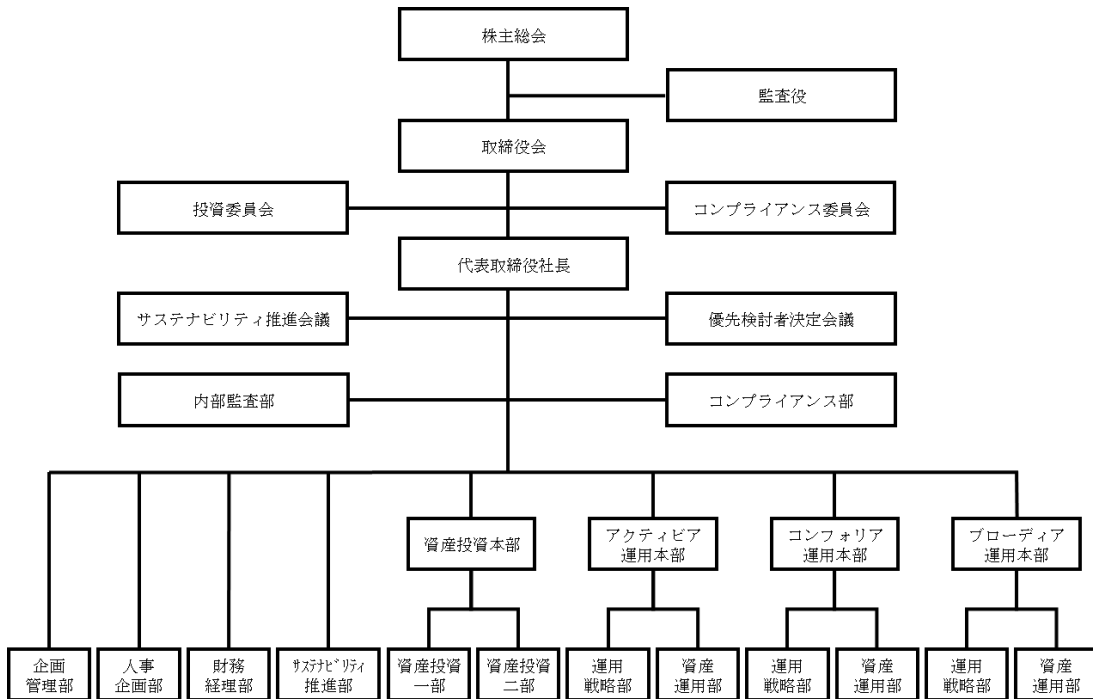 株主総会
監査役
取締役会
投資委員会
コンプライアンス委員会
代表取締役社長
サステナビリティ推進会議
優先検討者決定会議
内部監査部
コンプライアンス部
資産投資本部
アクティビア
運用本部
コンフォリア
運用本部
ブローディア
運用本部
企画
管理部
人事
企画部
財務
経理部
ｻｽﾃﾅﾋﾞﾘﾃｨ
推進部
資産投資
一部
資産投資
二部
運用
戦略部
資産
運用部
運用
戦略部
資産
運用部
運用
戦略部
資産
運用部